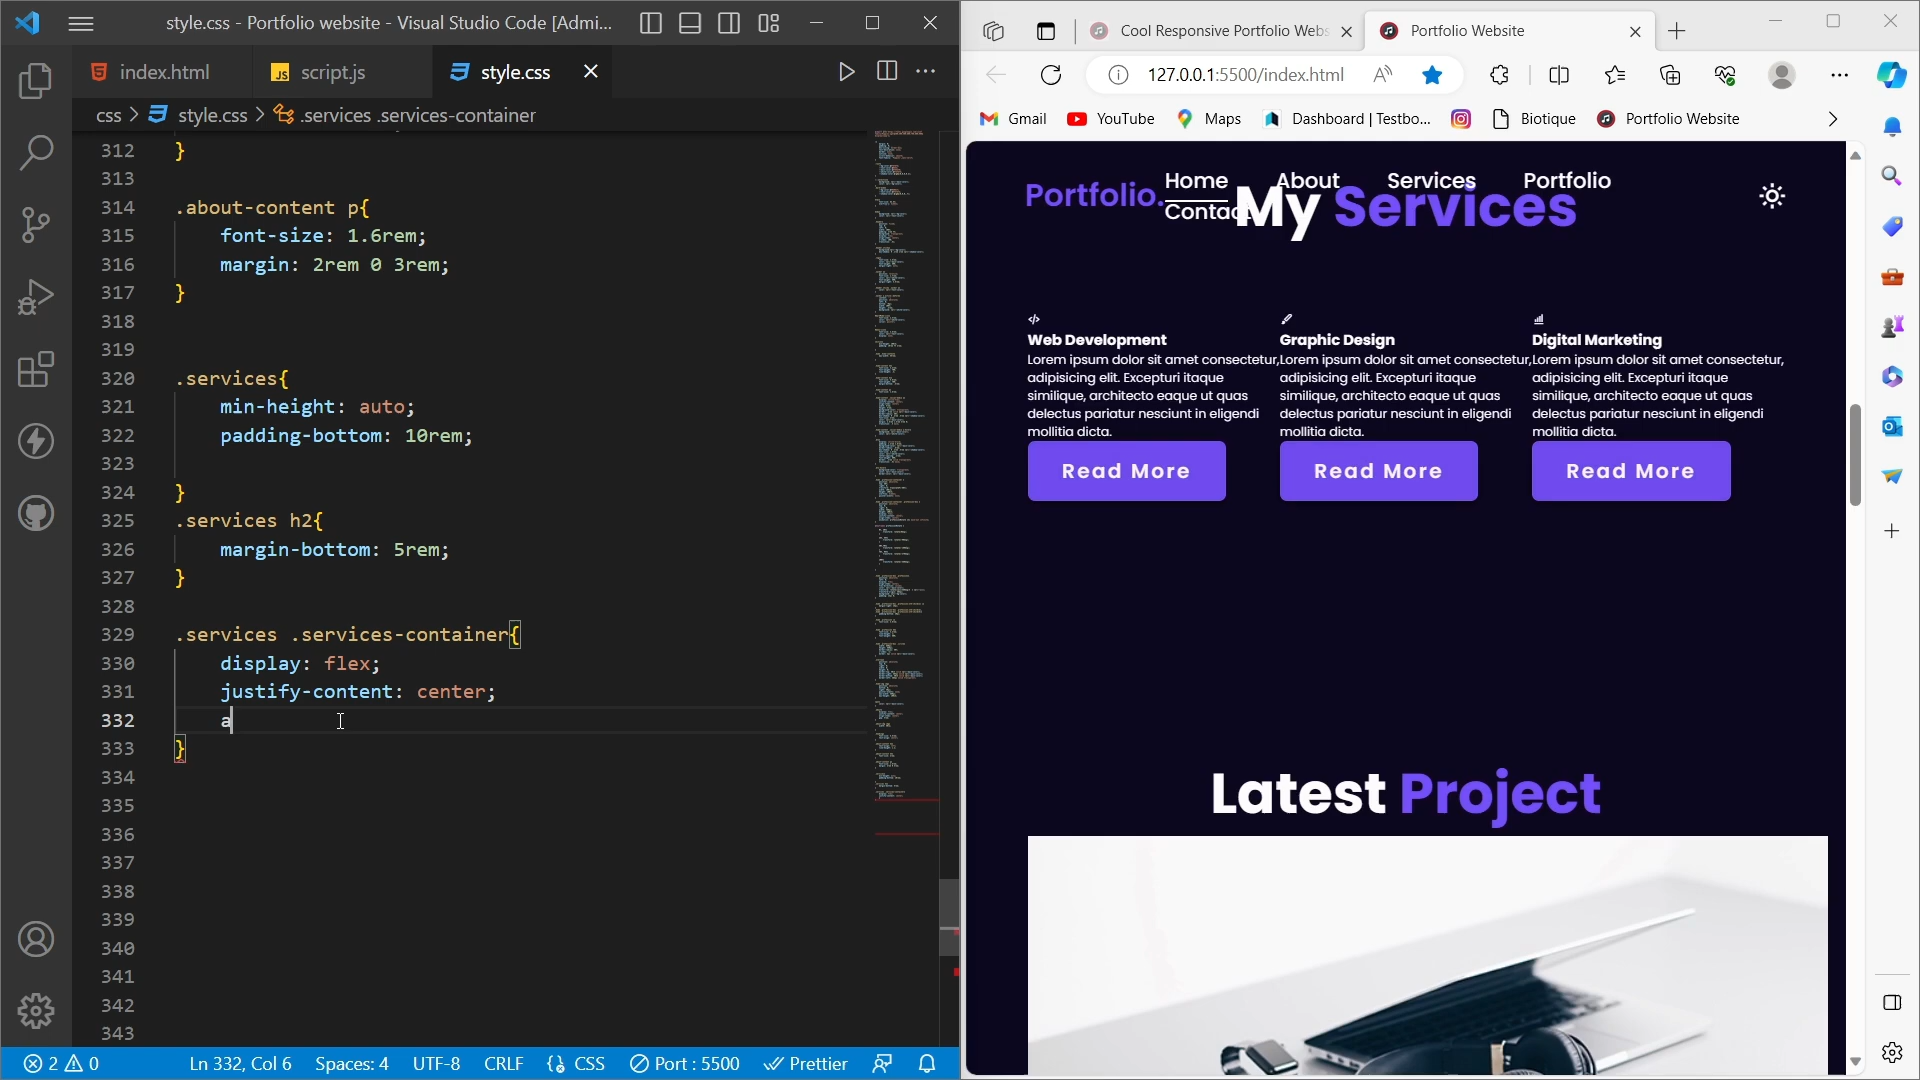 style.css - Portfolio website - Visual Studio Code [Admi...
index.html
script.js
style.css
css > style.css > .services .services-container
312 }
313
314 .about-content p{
315 font-size: 1.6rem;
316 margin: 2rem 0 3rem;
317 }
318
319
320 .services{
321 min-height: auto;
322 padding-bottom: 10rem;
323
324 }
325 .services h2{
326 margin-bottom: 5rem;
327 }
328
329 .services .services-container{
330 display: flex;
331 justify-content: center;
332 a
333 }
334
335
336
337
338
339
340
341
342
343
2 0 Ln 332, Col 6 Spaces: 4 UTF-8 CRLF {} CSS Port : 5500 Prettier
Cool Responsive Portfolio Webs
Portfolio Website
127.0.0.1:5500/index.html
Gmail YouTube Maps Dashboard | Testbo... Biotique Portfolio Website
Portfolio.
Home About Services Portfolio
Contact
My Services
Web Development
Lorem ipsum dolor sit amet consectetur,
adipisicing elit. Excepturi itaque
similique, architecto eaque ut quas
delectus pariatur nesciunt in eligendi
mollitia dicta.
Read More
Graphic Design
Lorem ipsum dolor sit amet consectetur,
adipisicing elit. Excepturi itaque
similique, architecto eaque ut quas
delectus pariatur nesciunt in eligendi
mollitia dicta.
Read More
Digital Marketing
Lorem ipsum dolor sit amet consectetur,
adipisicing elit. Excepturi itaque
similique, architecto eaque ut quas
delectus pariatur nesciunt in eligendi
mollitia dicta.
Read More
Latest Project